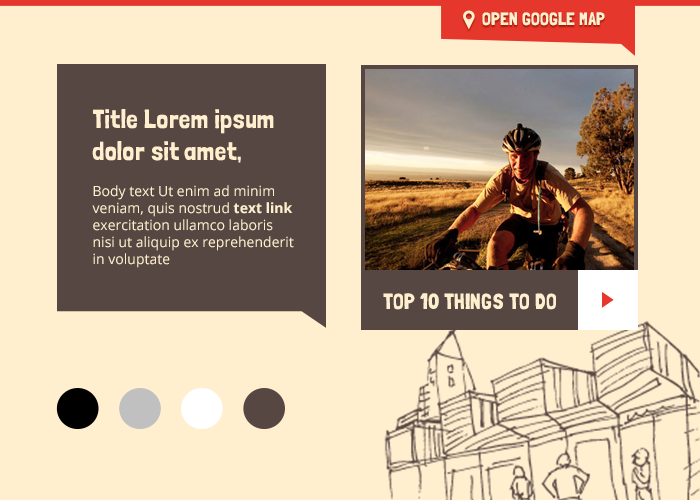 OPEN GOOGLE MAP
Title Lorem ipsum
dolor sit amet,
Body text Ut enim ad minim
veniam, quis nostrud text link
exercitation ullamco laboris
nisi ut aliquip ex reprehenderit
in voluptate
TOP 10 THINGS TO DO